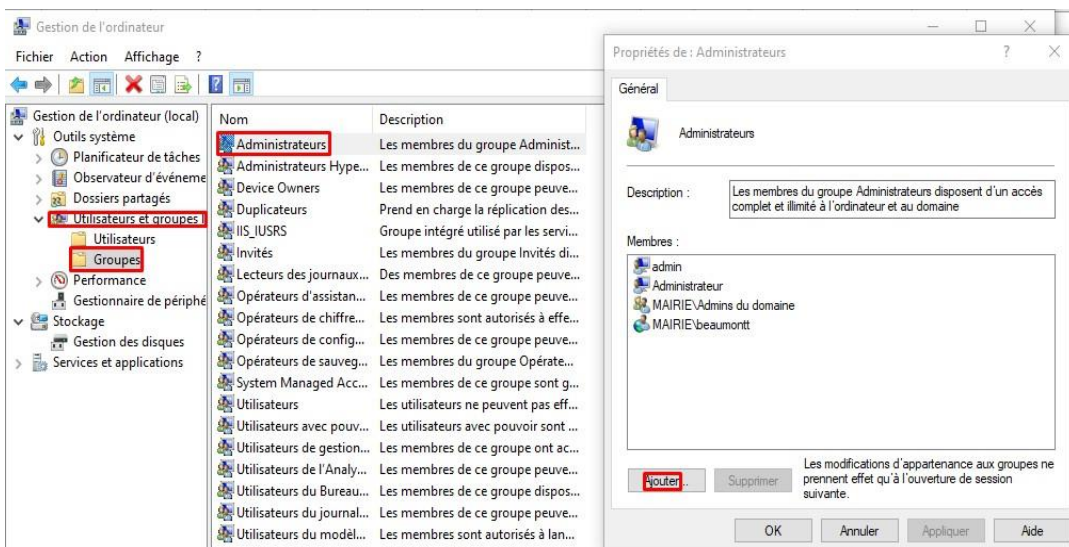 Gestion de l'ordinateur
Fichier Action Affichage ?
Gestion de l'ordinateur (local)
Outils système
Planificateur de tâches
Observateur d'événeme
Dossiers partagés
Utilisateurs et groupes l
Utilisateurs
Groupes
Performance
Gestionnaire de périphé
Stockage
Gestion des disques
Services et applications
Nom Description
Administrateurs Les membres du groupe Administ...
Administrateurs Hype... Les membres de ce groupe dispos...
Device Owners Les membres de ce groupe peuve...
Duplicateurs Prend en charge la réplication des...
IIS_IUSRS Groupe intégré utilisé par les servi...
Invités Les membres du groupe Invités di...
Lecteurs des journaux... Des membres de ce groupe peuve...
Opérateurs d'assistan... Les membres de ce groupe peuve...
Opérateurs de chiffre... Les membres sont autorisés à effe...
Opérateurs de config... Les membres de ce groupe peuve...
Opérateurs de sauveg... Les membres du groupe Opérate...
System Managed Acc... Les membres de ce groupe sont g...
Utilisateurs Les utilisateurs ne peuvent pas eff...
Utilisateurs avec pouv... Les utilisateurs avec pouvoir sont ...
Utilisateurs de gestion... Les membres de ce groupe ont ac...
Utilisateurs de l'Analy... Les membres de ce groupe peuve...
Utilisateurs du Bureau... Les membres de ce groupe dispos...
Utilisateurs du journal... Les membres de ce groupe peuve...
Utilisateurs du modèl... Les membres sont autorisés à lan...
Propriétés de : Administrateurs ?
Général
Administrateurs
Description : Les membres du groupe Administrateurs disposent d'un accès
complet et illimité à l'ordinateur et au domaine
Membres :
admin
Administrateur
MAIRIE\Admins du domaine
MAIRIE\beaumontt
Ajouter... Supprimer
Les modifications d'appartenance aux groupes ne
prennent effet qu'à l'ouverture de session
suivante.
OK Annuler Appliquer Aide